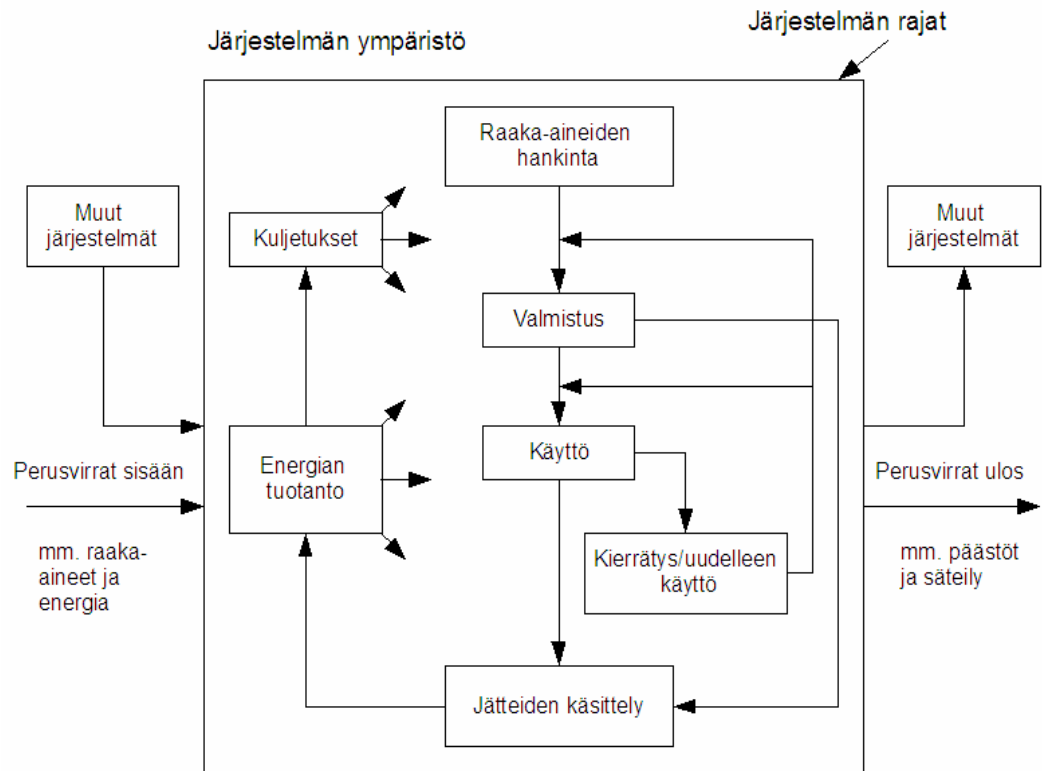 Järjestelmän ympäristö
Järjestelmän rajat
Raaka-aineiden
hankinta
Muut
järjestelmät
Kuljetukset
Muut
järjestelmät
Valmistus
Perusvirrat sisään
Energian
tuotanto
Käyttö
Perusvirrat ulos
mm. raaka-
aineet ja
energia
Kierrätys/uudelleen
käyttö
mm. päästöt
ja säteily
Jätteiden käsittely